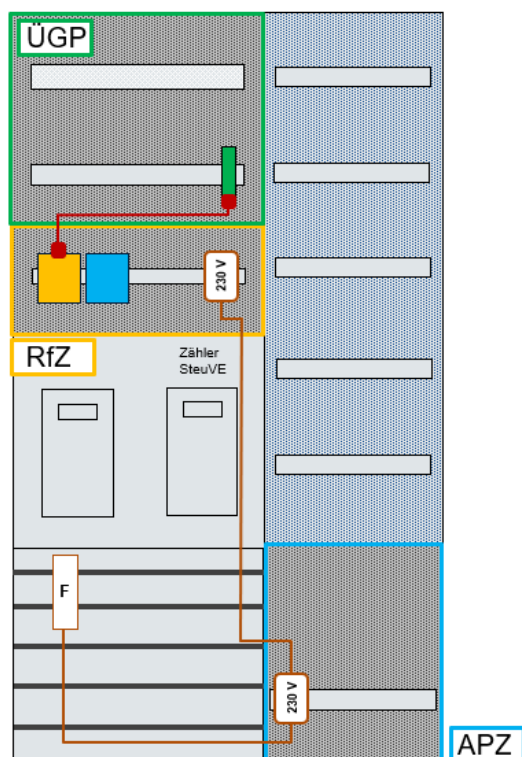 ÜGP
230 V
RfZ
Zähler
SteuVE
F
230 V
APZ